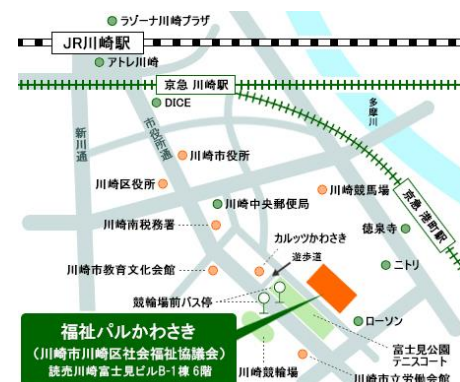 ラゾーナ川崎プラザ
JR川崎駅
アトレ川崎
京急 川崎駅
DICE
多摩川
新川通
市役所通
川崎市役所
川崎区役所
川崎競馬場
京急 港町駅
川崎中央郵便局
川崎南税務署
徳泉寺
カルッツかわさき
遊歩道
川崎市教育文化会館
ニトリ
競輪場前バス停
ローソン
福祉パルかわさき
(川崎市川崎区社会福祉協議会)
読売川崎富士見ビルB-1棟 6階
富士見公園
テニスコート
川崎競輪場
川崎市立労働会館